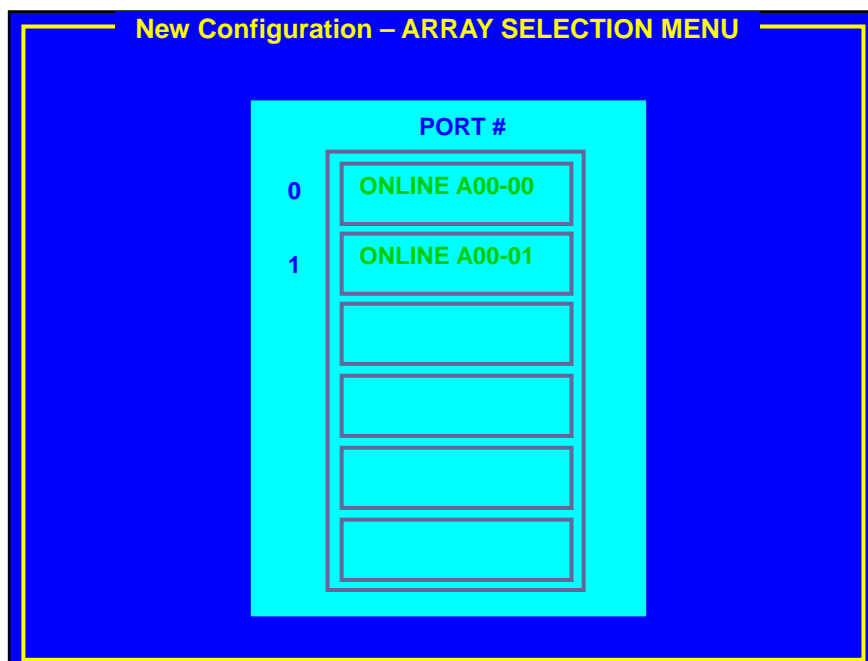 New Configuration – ARRAY SELECTION MENU
PORT #
0 ONLINE A00-00
1 ONLINE A00-01